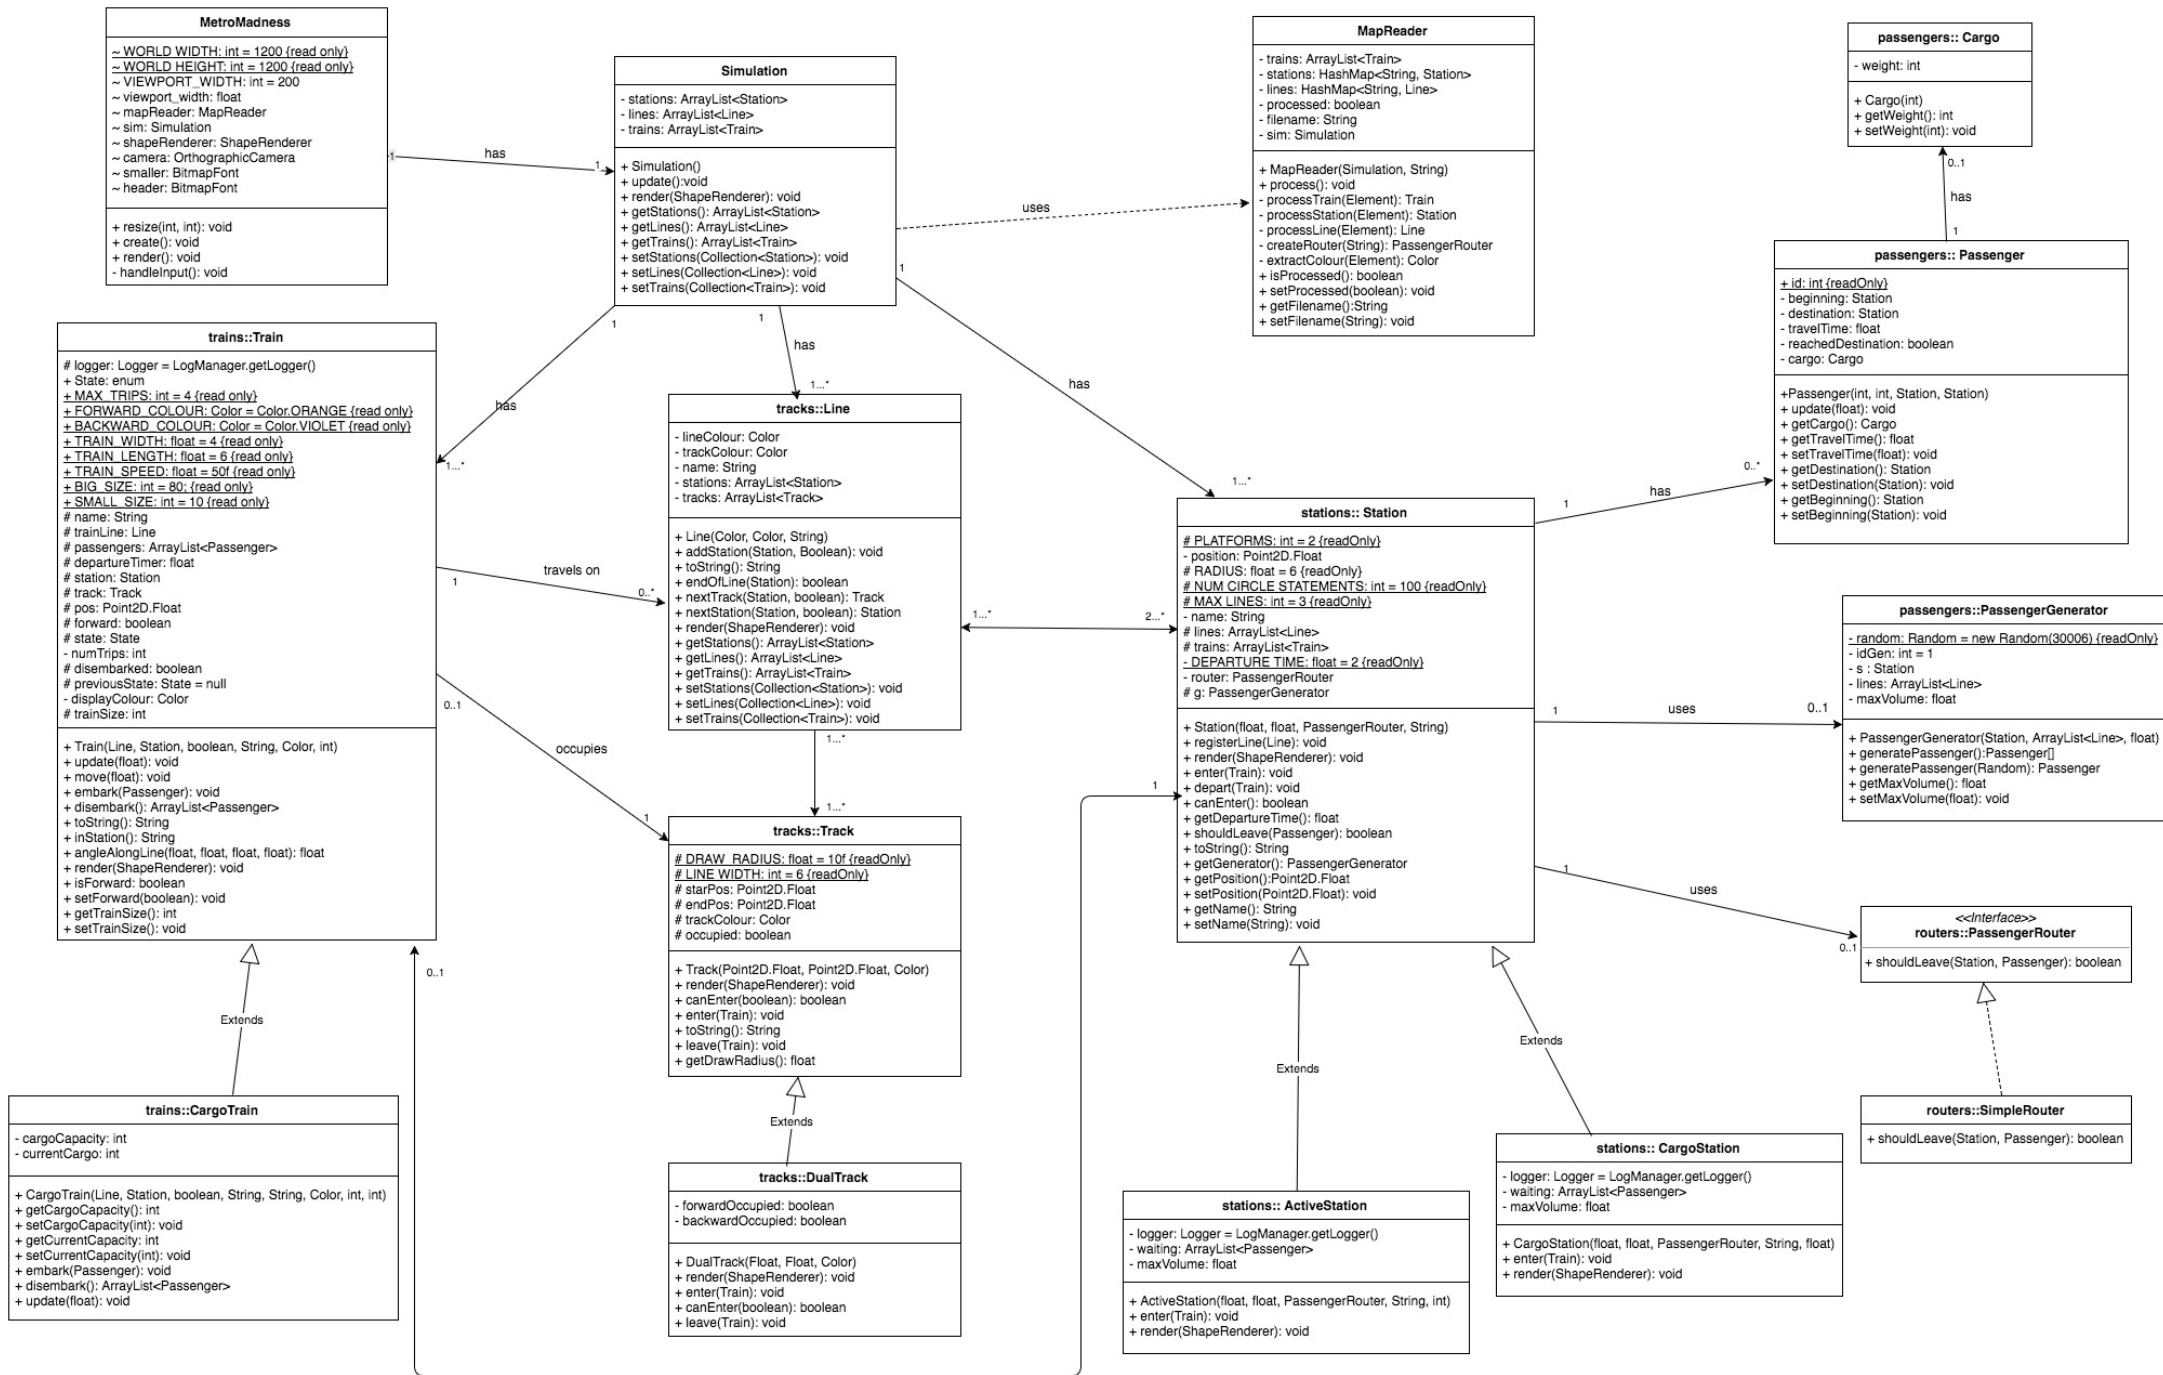 MetroMadness
~ WORLD WIDTH: int = 1200 {read only}
~ WORLD HEIGHT: int = 1200 {read only}
~ VIEWPORT_WIDTH: int = 200
~ viewport_width: float
~ mapReader: MapReader
~ sim: Simulation
~ shapeRenderer: ShapeRenderer
~ camera: OrthographicCamera
~ smaller: BitmapFont
~ header: BitmapFont
+ resize(int, int): void
+ create(): void
+ render(): void
- handleInput(): void
1
has
1
Simulation
- stations: ArrayList<Station>
- lines: ArrayList<Line>
- trains: ArrayList<Train>
+ Simulation()
+ update():void
+ render(ShapeRenderer): void
+ getStations(): ArrayList<Station>
+ getLines(): ArrayList<Line>
+ getTrains(): ArrayList<Train>
+ setStations(Collection<Station>): void
+ setLines(Collection<Line>): void
+ setTrains(Collection<Train>): void
uses
MapReader
- trains: ArrayList<Train>
- stations: HashMap<String, Station>
- lines: HashMap<String, Line>
- processed: boolean
- filename: String
- sim: Simulation
+ MapReader(Simulation, String)
+ process(): void
- processTrain(Element): Train
- processStation(Element): Station
- processLine(Element): Line
- createRouter(String): PassengerRouter
- extractColour(Element): Color
+ isProcessed(): boolean
+ setProcessed(boolean): void
+ getFilename():String
+ setFilename(String): void
passengers:: Cargo
- weight: int
+ Cargo(int)
+ getWeight(): int
+ setWeight(int): void
0..1
has
1
passengers:: Passenger
+ id: int {readOnly}
- beginning: Station
- destination: Station
- travelTime: float
- reachedDestination: boolean
- cargo: Cargo
+Passenger(int, int, Station, Station)
+ update(float): void
+ getCargo(): Cargo
+ getTravelTime(): float
+ setTravelTime(float): void
+ getDestination(): Station
+ setDestination(Station): void
+ getBeginning(): Station
+ setBeginning(Station): void
1
has
1...*
1
has
1...*
1
has
1...*
trains::Train
# logger: Logger = LogManager.getLogger()
+ State: enum
+ MAX_TRIPS: int = 4 {read only}
+ FORWARD_COLOUR: Color = Color.ORANGE {read only}
+ BACKWARD_COLOUR: Color = Color.VIOLET {read only}
+ TRAIN_WIDTH: float = 4 {read only}
+ TRAIN_LENGTH: float = 6 {read only}
+ TRAIN_SPEED: float = 50f {read only}
+ BIG_SIZE: int = 80; {read only}
+ SMALL_SIZE: int = 10 {read only}
# name: String
# trainLine: Line
# passengers: ArrayList<Passenger>
# departureTimer: float
# station: Station
# track: Track
# pos: Point2D.Float
# forward: boolean
# state: State
- numTrips: int
# disembarked: boolean
# previousState: State = null
- displayColour: Color
# trainSize: int
+ Train(Line, Station, boolean, String, Color, int)
+ update(float): void
+ move(float): void
+ embark(Passenger): void
+ disembark(): ArrayList<Passenger>
+ toString(): String
+ inStation(): String
+ angleAlongLine(float, float, float, float): float
+ render(ShapeRenderer): void
+ isForward: boolean
+ setForward(boolean): void
+ getTrainSize(): int
+ setTrainSize(): void
1
travels on
0..*
0..1
occupies
1
tracks::Line
- lineColour: Color
- trackColour: Color
- name: String
- stations: ArrayList<Station>
- tracks: ArrayList<Track>
+ Line(Color, Color, String)
+ addStation(Station, Boolean): void
+ toString(): String
+ endOfLine(Station): boolean
+ nextTrack(Station, boolean): Track
+ nextStation(Station, boolean): Station
+ render(ShapeRenderer): void
+ getStations(): ArrayList<Station>
+ getLines(): ArrayList<Line>
+ getTrains(): ArrayList<Train>
+ setStations(Collection<Station>): void
+ setLines(Collection<Line>): void
+ setTrains(Collection<Train>): void
1...*
2...*
1...*
1...*
tracks::Track
# DRAW_RADIUS: float = 10f {readOnly}
# LINE WIDTH: int = 6 {readOnly}
# starPos: Point2D.Float
# endPos: Point2D.Float
# trackColour: Color
# occupied: boolean
+ Track(Point2D.Float, Point2D.Float, Color)
+ render(ShapeRenderer): void
+ canEnter(boolean): boolean
+ enter(Train): void
+ toString(): String
+ leave(Train): void
+ getDrawRadius(): float
Extends
tracks::DualTrack
- forwardOccupied: boolean
- backwardOccupied: boolean
+ DualTrack(Float, Float, Color)
+ render(ShapeRenderer): void
+ enter(Train): void
+ canEnter(boolean): boolean
+ leave(Train): void
stations:: Station
# PLATFORMS: int = 2 {readOnly}
- position: Point2D.Float
# RADIUS: float = 6 {readOnly}
# NUM CIRCLE STATEMENTS: int = 100 {readOnly}
# MAX LINES: int = 3 {readOnly}
- name: String
# lines: ArrayList<Line>
# trains: ArrayList<Train>
- DEPARTURE TIME: float = 2 {readOnly}
- router: PassengerRouter
# g: PassengerGenerator
+ Station(float, float, PassengerRouter, String)
+ registerLine(Line): void
+ render(ShapeRenderer): void
+ enter(Train): void
+ depart(Train): void
+ canEnter(): boolean
+ getDepartureTime(): float
+ shouldLeave(Passenger): boolean
+ toString(): String
+ getGenerator(): PassengerGenerator
+ getPosition():Point2D.Float
+ setPosition(Point2D.Float): void
+ getName(): String
+ setName(String): void
1
has
0..*
1
uses
0..1
passengers::PassengerGenerator
- random: Random = new Random(30006) {readOnly}
- idGen: int = 1
- s : Station
- lines: ArrayList<Line>
- maxVolume: float
+ PassengerGenerator(Station, ArrayList<Line>, float)
+ generatePassenger():Passenger[]
+ generatePassenger(Random): Passenger
+ getMaxVolume(): float
+ setMaxVolume(float): void
1
uses
0..1
<<Interface>>
routers::PassengerRouter
+ shouldLeave(Station, Passenger): boolean
routers::SimpleRouter
+ shouldLeave(Station, Passenger): boolean
1
0..1
Extends
trains::CargoTrain
- cargoCapacity: int
- currentCargo: int
+ CargoTrain(Line, Station, boolean, String, String, Color, int, int)
+ getCargoCapacity(): int
+ setCargoCapacity(int): void
+ getCurrentCapacity: int
+ setCurrentCapacity(int): void
+ embark(Passenger): void
+ disembark(): ArrayList<Passenger>
+ update(float): void
Extends
stations:: ActiveStation
- logger: Logger = LogManager.getLogger()
- waiting: ArrayList<Passenger>
- maxVolume: float
+ ActiveStation(float, float, PassengerRouter, String, int)
+ enter(Train): void
+ render(ShapeRenderer): void
Extends
stations:: CargoStation
- logger: Logger = LogManager.getLogger()
- waiting: ArrayList<Passenger>
- maxVolume: float
+ CargoStation(float, float, PassengerRouter, String, float)
+ enter(Train): void
+ render(ShapeRenderer): void